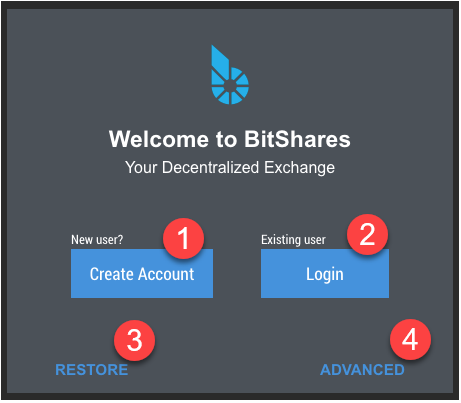 Welcome to BitShares
Your Decentralized Exchange
New user?
1
Create Account
Existing user
2
Login
3
RESTORE
4
ADVANCED